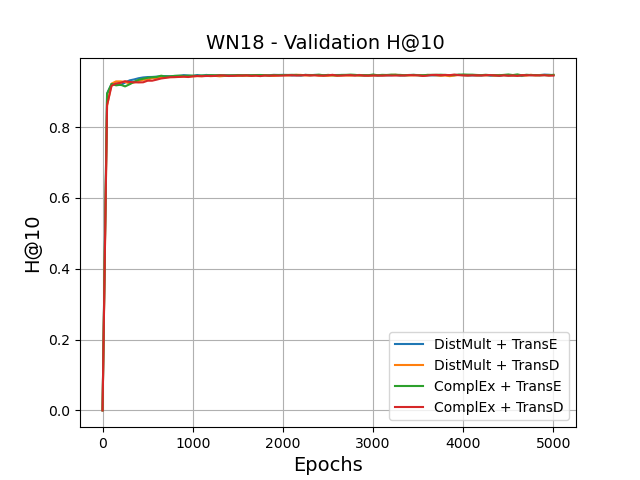 WN18 - Validation H@10
H@10
0.8
0.6
0.4
0.2
0.0
DistMult + TransE
DistMult + TransD
ComplEx + TransE
ComplEx + TransD
0 1000 2000 3000 4000 5000
Epochs